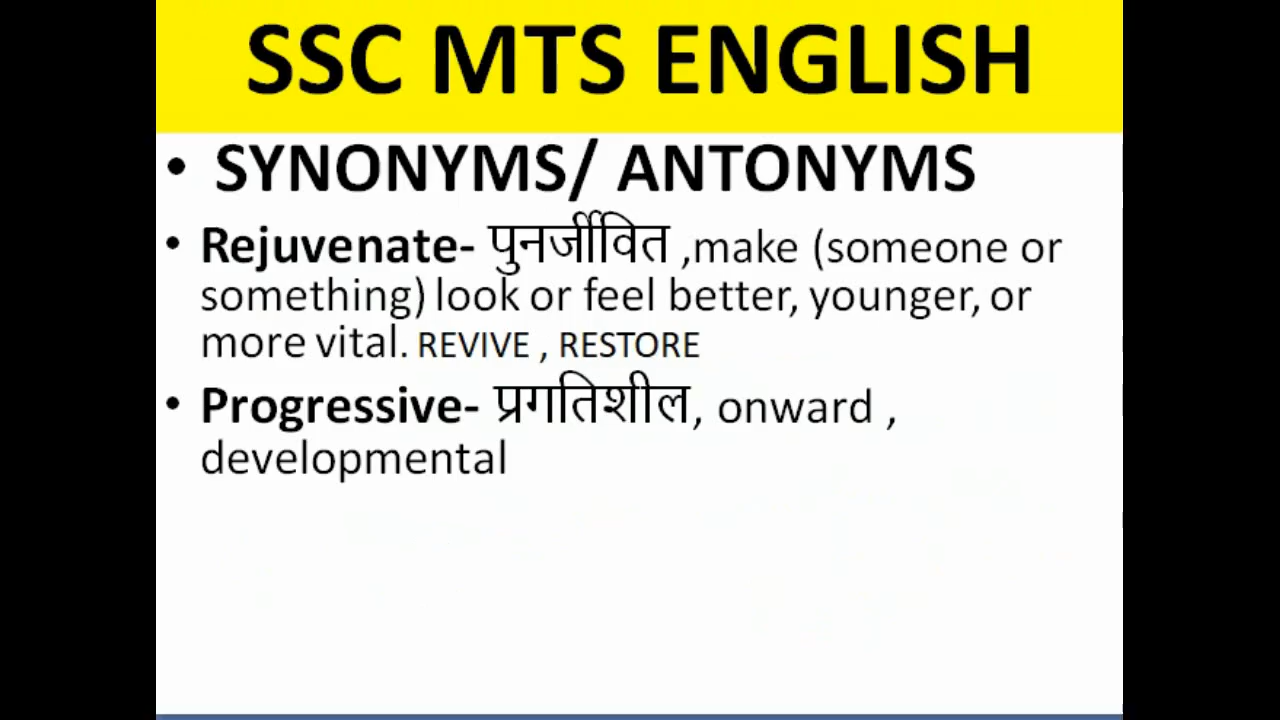 SSC MTS ENGLISH
• SYNONYMS/ ANTONYMS
• Rejuvenate- पुनर्जीवित ,make (someone or
something) look or feel better, younger, or
more vital. REVIVE , RESTORE
• Progressive- प्रगतिशील, onward ,
developmental